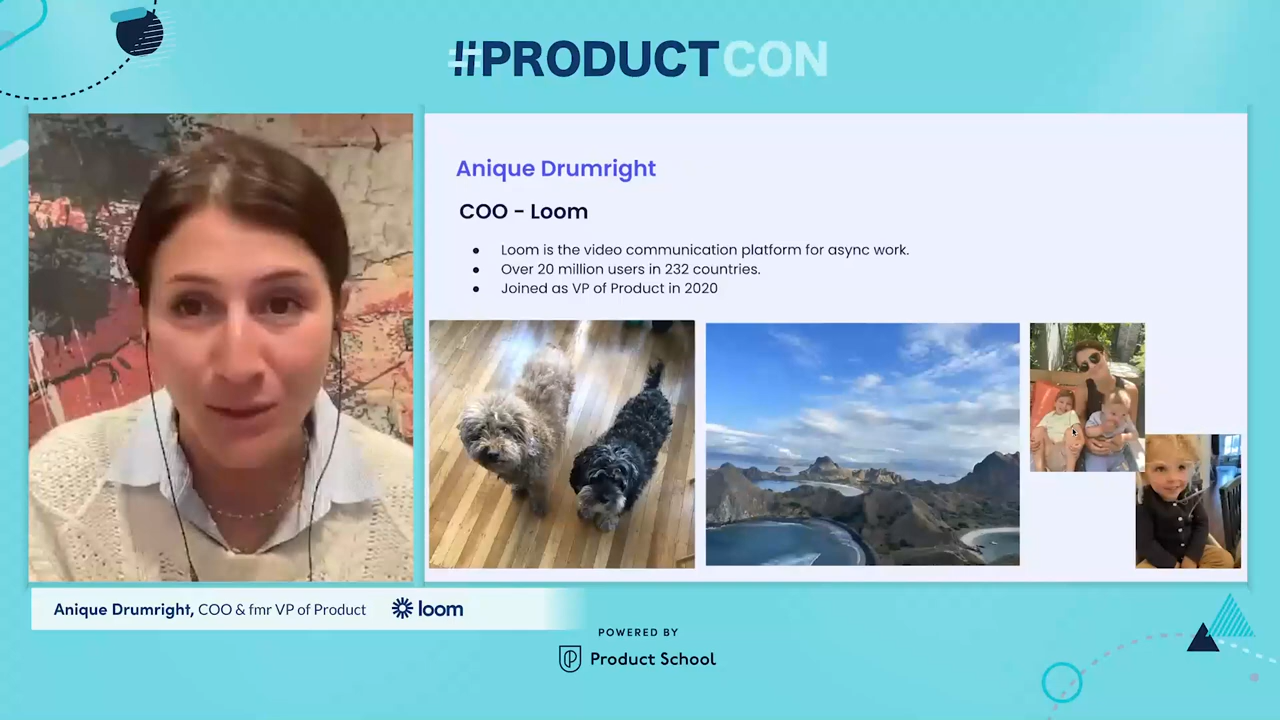 #PRODUCTCON
Anique Drumright
COO - Loom
● Loom is the video communication platform for async work.
● Over 20 million users in 232 countries.
● Joined as VP of Product in 2020
Anique Drumright, COO & fmr VP of Product loom
POWERED BY
Product School